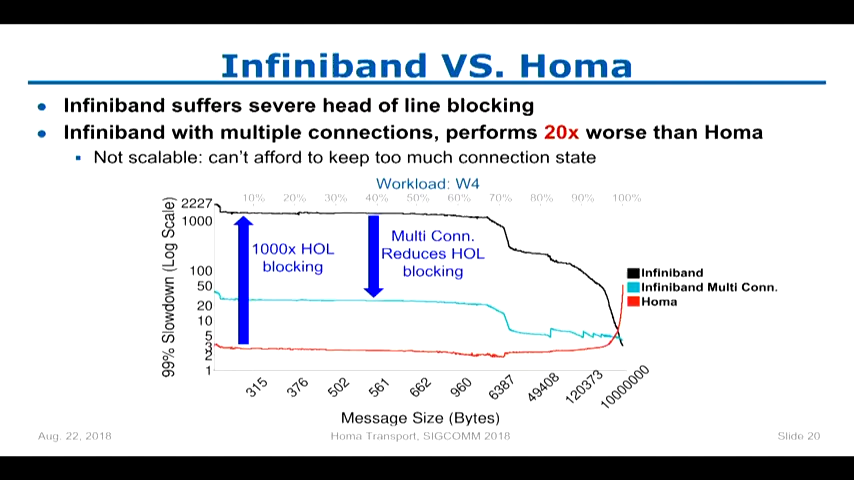 Infiniband VS. Homa
Infiniband suffers severe head of line blocking
Infiniband with multiple connections, performs 20x worse than Homa
Not scalable: can't afford to keep too much connection state
Workload: W4
10% 20% 30% 40% 50% 60% 70% 80% 90% 100%
99% Slowdown (Log Scale)
2227
1000
100
50
20
10
5
3
2
1
1000x HOL
blocking
Multi Conn.
Reduces HOL
blocking
Infiniband
Infiniband Multi Conn.
Homa
315 376 502 561 662 960 6387 49408 120373 10000000
Message Size (Bytes)
Aug. 22, 2018
Homa Transport, SIGCOMM 2018
Slide 20